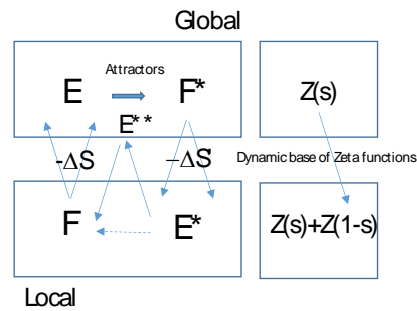 Global
Attractors
E F* Z(s)
E**
-ΔS −ΔS Dynamic base of Zeta functions
F E* Z(s)+Z(1-s)
Local